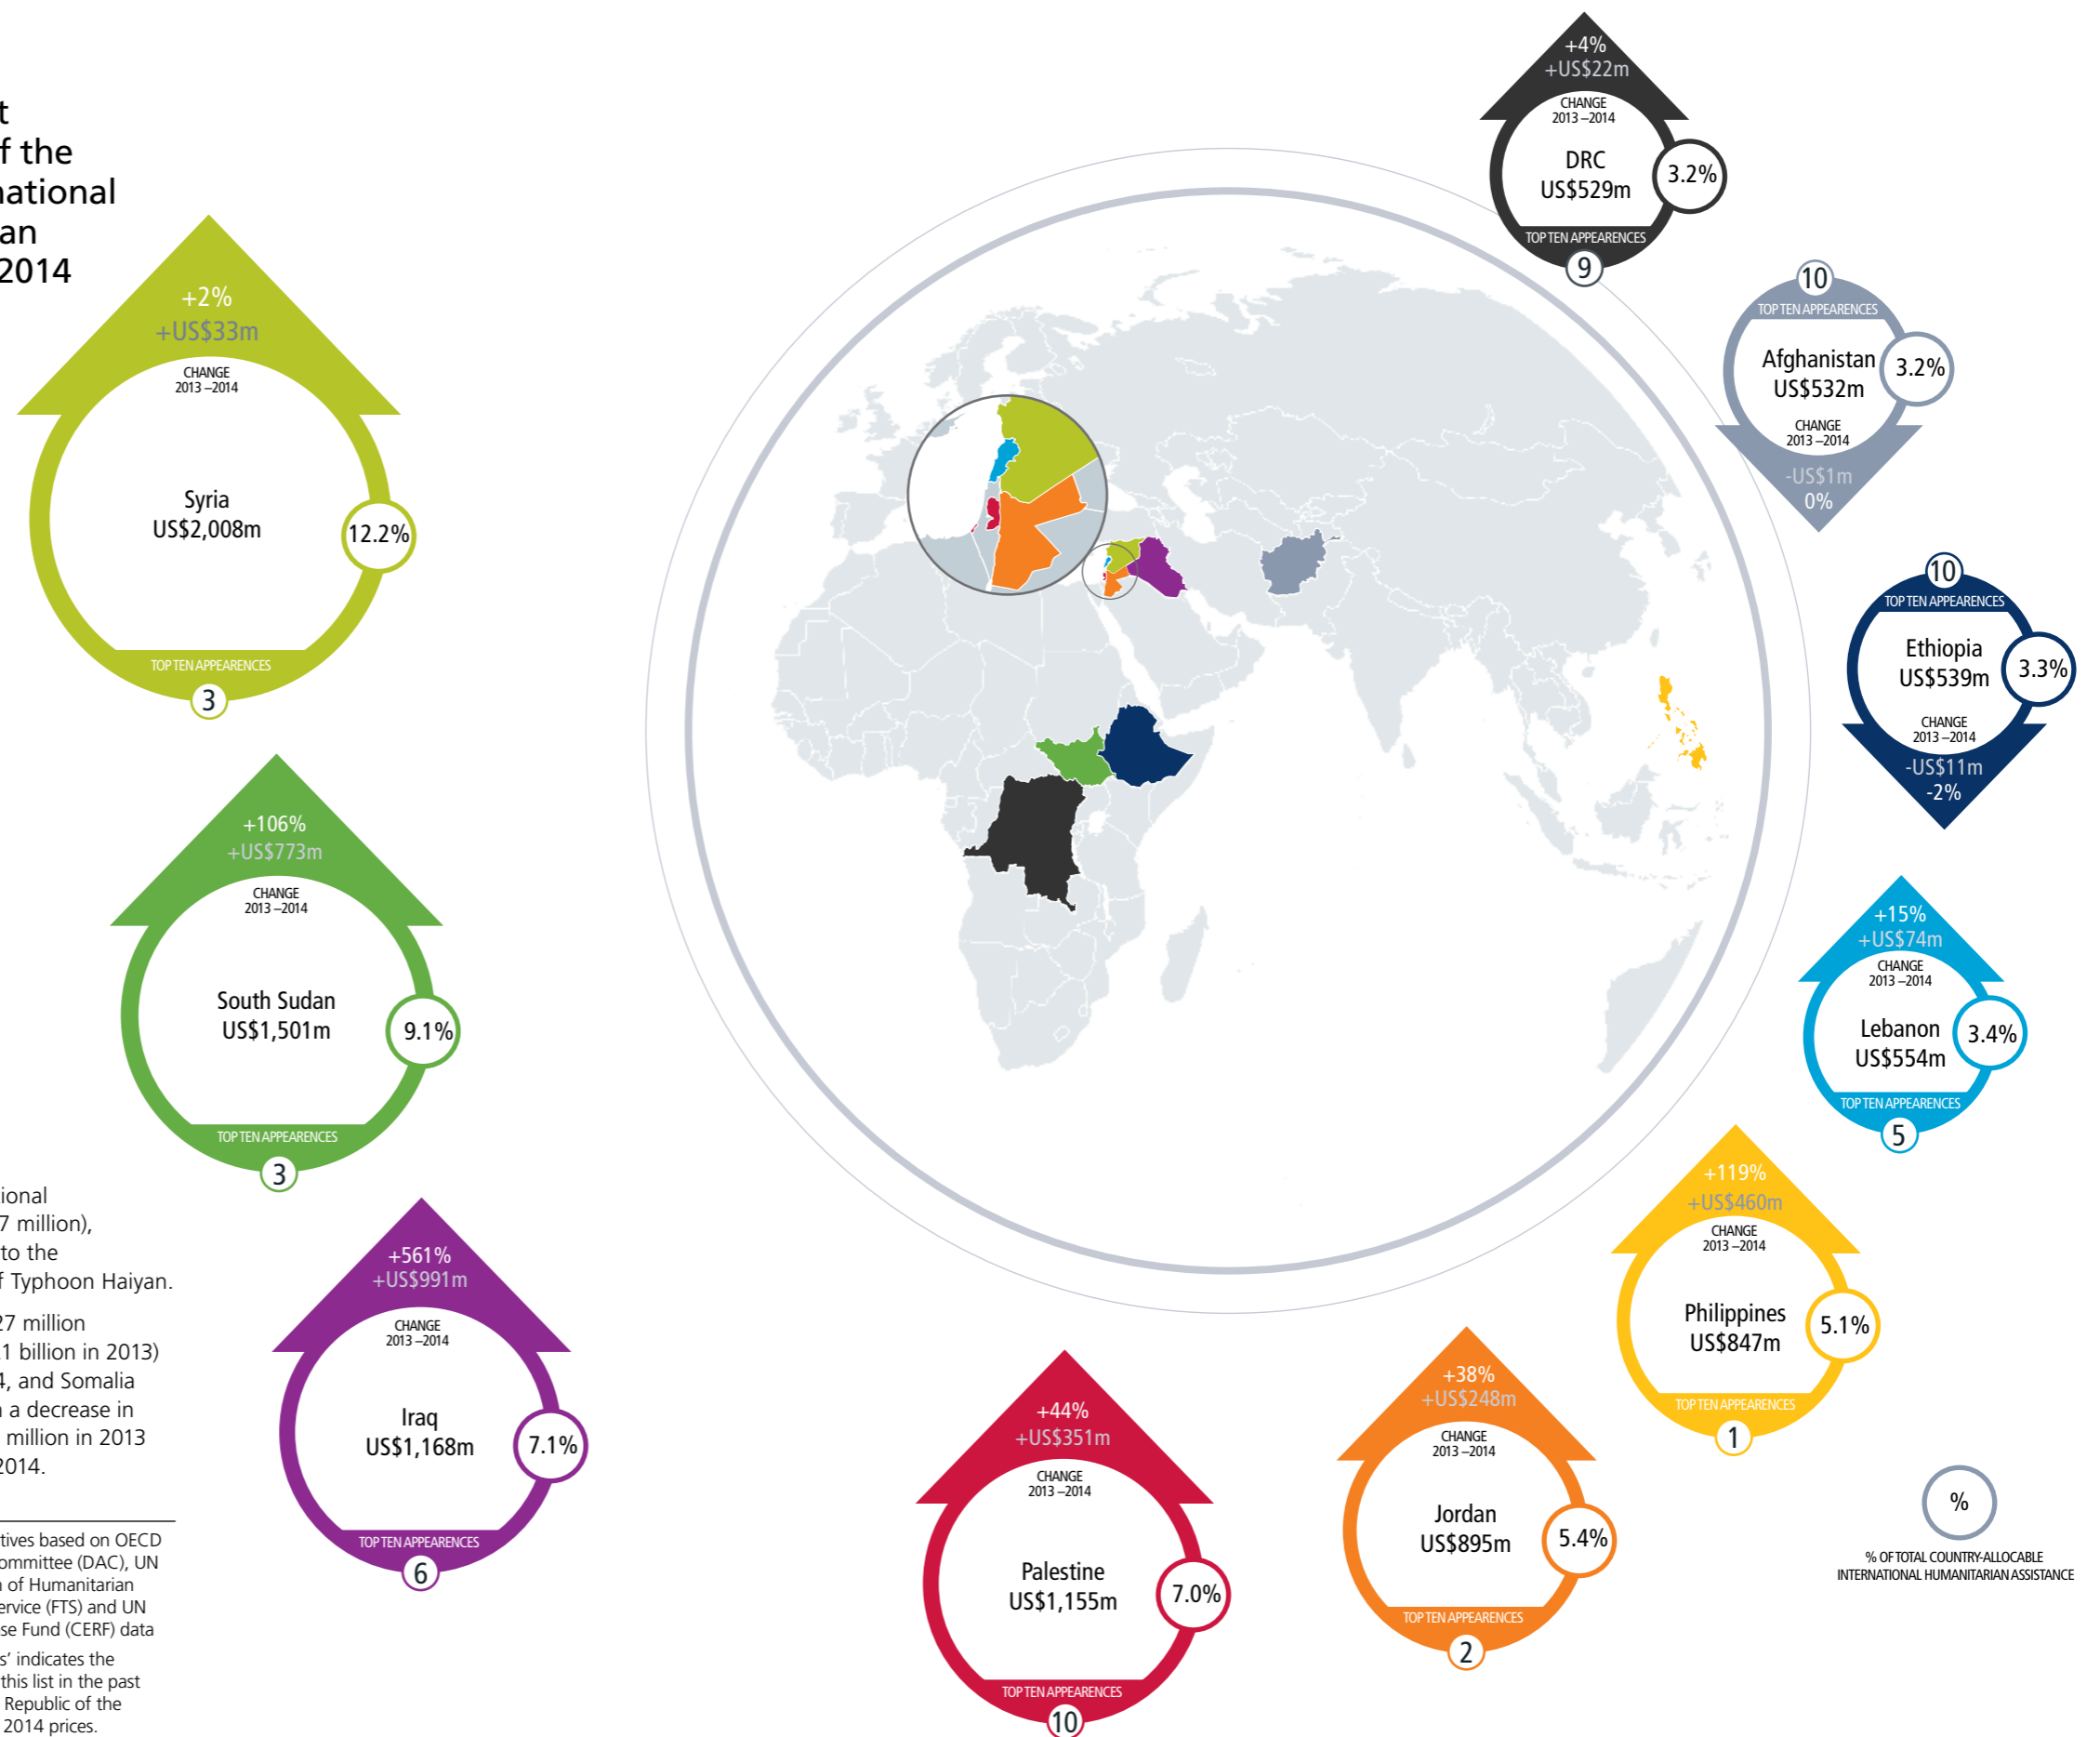 t
f the
national
an
2014
+2%
+US$33m
CHANGE
2013 –2014
Syria
US$2,008m
12.2%
TOP TEN APPEARENCES
3
+106%
+US$773m
CHANGE
2013 –2014
South Sudan
US$1,501m
9.1%
TOP TEN APPEARENCES
3
+561%
+US$991m
CHANGE
2013 –2014
Iraq
US$1,168m
7.1%
TOP TEN APPEARENCES
6
+44%
+US$351m
CHANGE
2013 –2014
Palestine
US$1,155m
7.0%
TOP TEN APPEARENCES
10
+38%
+US$248m
CHANGE
2013 –2014
Jordan
US$895m
5.4%
TOP TEN APPEARENCES
2
+119%
+US$460m
CHANGE
2013 –2014
Philippines
US$847m
5.1%
TOP TEN APPEARENCES
1
+15%
+US$74m
CHANGE
2013 –2014
Lebanon
US$554m
3.4%
TOP TEN APPEARENCES
5
10
TOP TEN APPEARENCES
Ethiopia
US$539m
3.3%
CHANGE
2013 –2014
-US$11m
-2%
10
TOP TEN APPEARENCES
Afghanistan
US$532m
3.2%
CHANGE
2013 –2014
-US$1m
0%
+4%
+US$22m
CHANGE
2013 –2014
DRC
US$529m
3.2%
TOP TEN APPEARENCES
9
%
% OF TOTAL COUNTRY-ALLOCABLE
INTERNATIONAL HUMANITARIAN ASSISTANCE
tional
7 million),
to the
f Typhoon Haiyan.
27 million
1 billion in 2013)
4, and Somalia
n a decrease in
million in 2013
2014.
tives based on OECD
ommittee (DAC), UN
n of Humanitarian
ervice (FTS) and UN
se Fund (CERF) data
s’ indicates the
this list in the past
Republic of the
2014 prices.